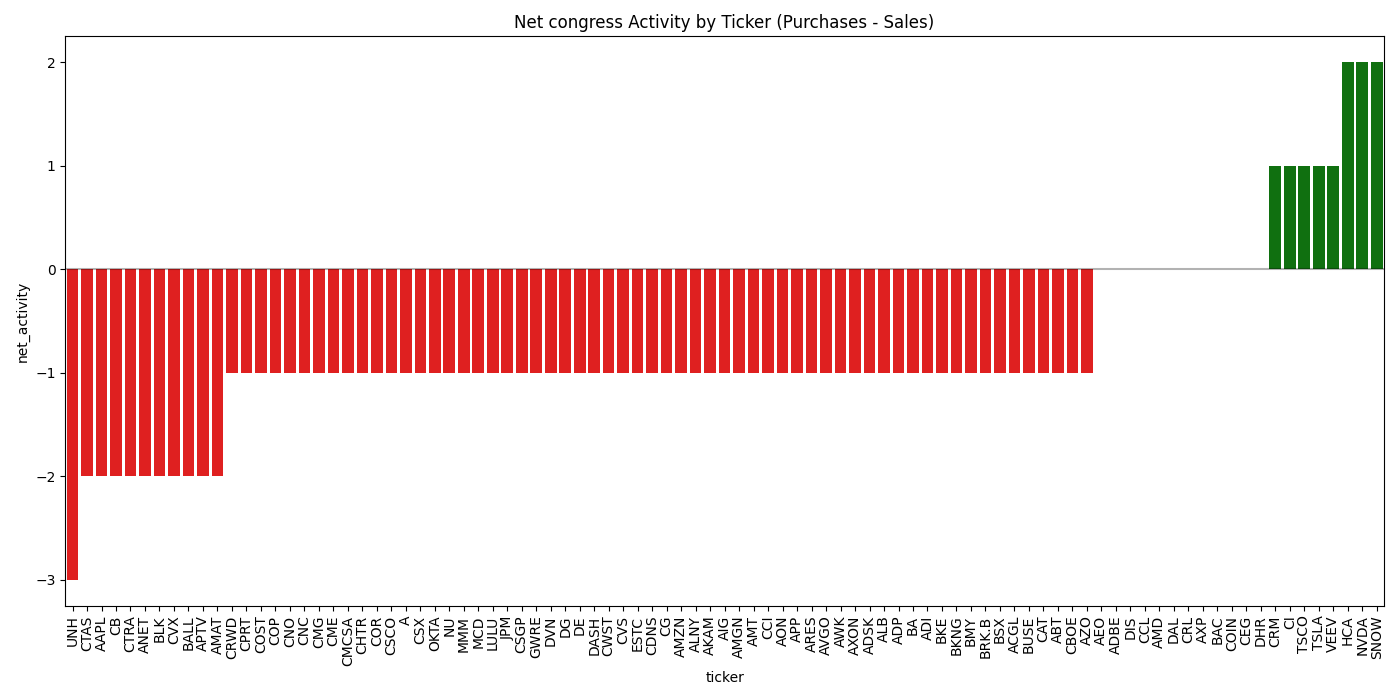 Net congress Activity by Ticker (Purchases - Sales)
2
1
0
−1
−2
−3
net_activity
UNH
CTAS
AAPL
CB
CTRA
ANET
BLK
CVX
BALL
APTV
AMAT
CRWD
CPRT
COST
COP
CNO
CNC
CMG
CME
CMCSA
CHTR
COR
CSCO
A
CSX
OKTA
NU
MMM
MCD
LULU
JPM
CSGP
GWRE
DVN
DG
DE
DASH
CWST
CVS
ESTC
CDNS
CG
AMZN
ALNY
AKAM
AIG
AMGN
AMT
CCI
AON
APP
ARES
AVGO
AWK
AXON
ADSK
ALB
ADP
BA
ADI
BKE
BKNG
BMY
BRK.B
BSX
ACGL
BUSE
CAT
ABT
CBOE
AZO
AEO
ADBE
DIS
CCL
AMD
DAL
CRL
AXP
BAC
COIN
CEG
DHR
CRM
CI
TSCO
TSLA
VEEV
HCA
NVDA
SNOW
ticker